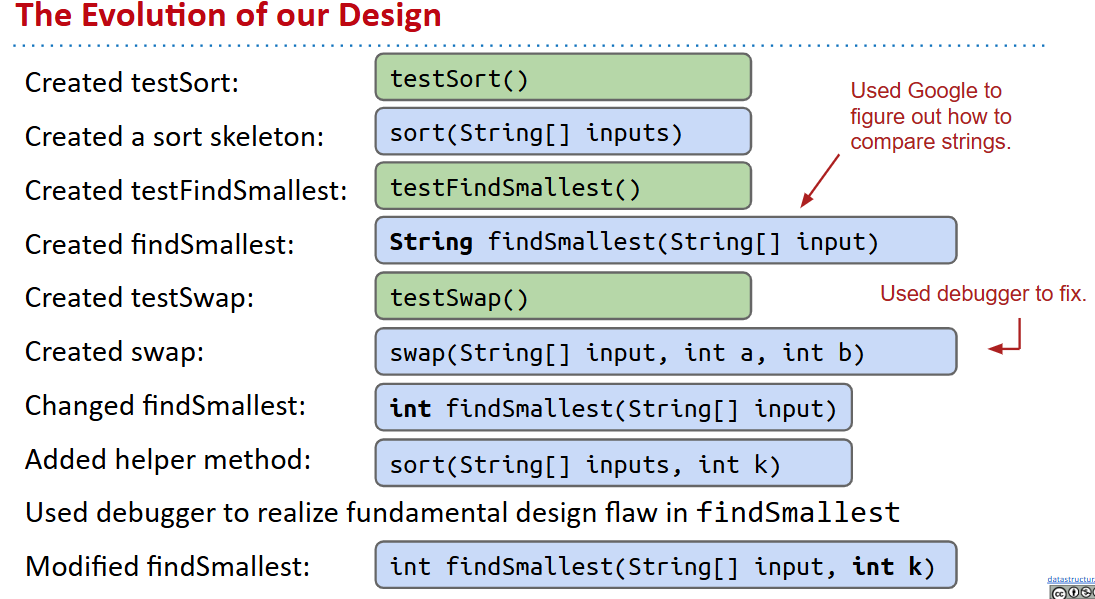 The Evolution of our Design
Created testSort: testSort()
Used Google to
figure out how to
compare strings.
Created a sort skeleton: sort(String[] inputs)
Created testFindSmallest: testFindSmallest()
Created findSmallest: String findSmallest(String[] input)
Created testSwap: testSwap()
Used debugger to fix.
Created swap: swap(String[] input, int a, int b)
Changed findSmallest: int findSmallest(String[] input)
Added helper method: sort(String[] inputs, int k)
Used debugger to realize fundamental design flaw in findSmallest
Modified findSmallest: int findSmallest(String[] input, int k)
datastructur